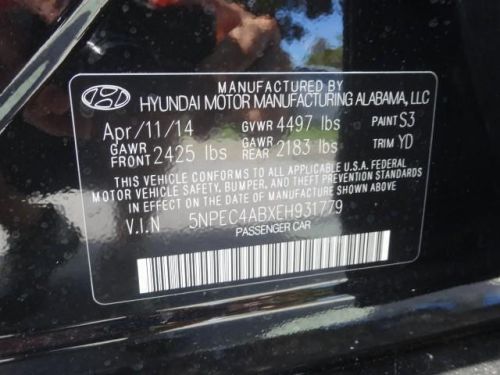 MANUFACTURED BY
HYUNDAI MOTOR MANUFACTURING ALABAMA, LLC
Apr/11/14 GVWR 4497 lbs PAINT S3
GAWR FRONT 2425 lbs GAWR REAR 2183 lbs TRIM YD
THIS VEHICLE CONFORMS TO ALL APPLICABLE U.S. FEDERAL
MOTOR VEHICLE SAFETY, BUMPER, AND THEFT PREVENTION STANDARDS
IN EFFECT ON THE DATE OF MANUFACTURE SHOWN ABOVE.
V.I.N 5NPEC4ABXEH931779
PASSENGER CAR